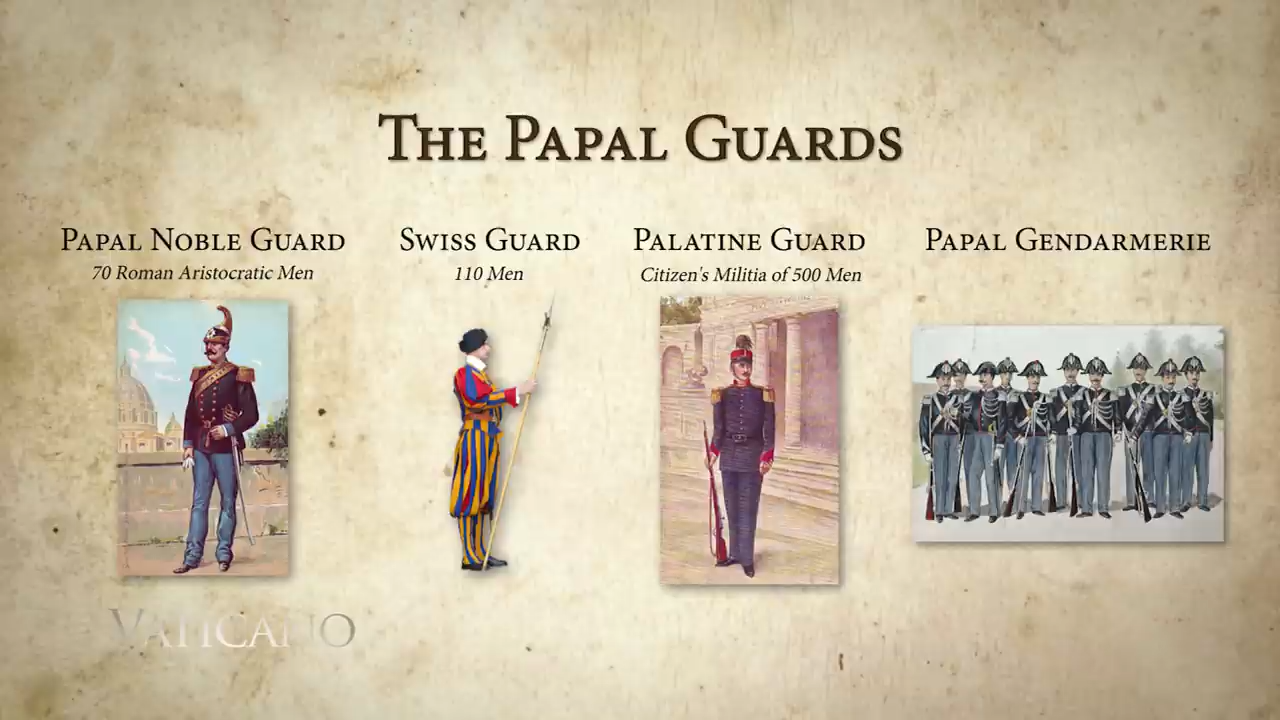 The Papal Guards
Papal Noble Guard
70 Roman Aristocratic Men
Swiss Guard
110 Men
Palatine Guard
Citizen's Militia of 500 Men
Papal Gendarmerie
Vaticano